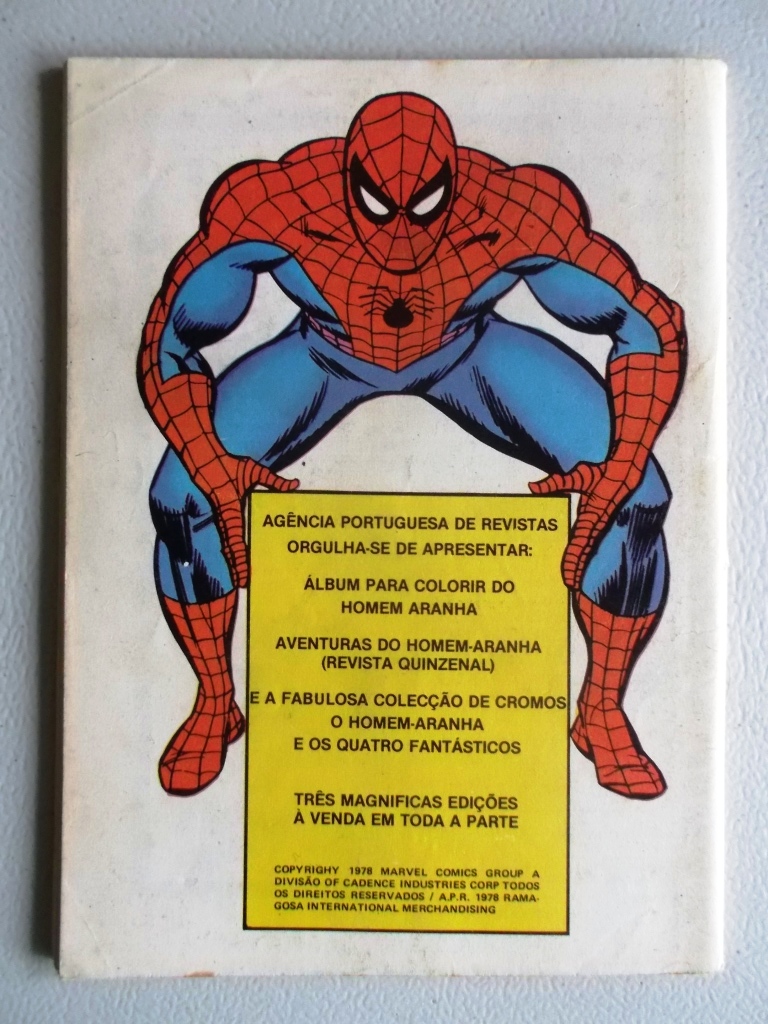 AGÊNCIA PORTUGUESA DE REVISTAS
ORGULHA-SE DE APRESENTAR:
ÁLBUM PARA COLORIR DO
HOMEM ARANHA
AVENTURAS DO HOMEM-ARANHA
(REVISTA QUINZENAL)
E A FABULOSA COLECÇÃO DE CROMOS
O HOMEM-ARANHA
E OS QUATRO FANTÁSTICOS
TRÊS MAGNIFICAS EDIÇÕES
À VENDA EM TODA A PARTE
COPYRIGHY 1978 MARVEL COMICS GROUP A
DIVISÃO OF CADENCE INDUSTRIES CORP TODOS
OS DIREITOS RESERVADOS / A.P.R. 1978 RAMA-
GOSA INTERNATIONAL MERCHANDISING